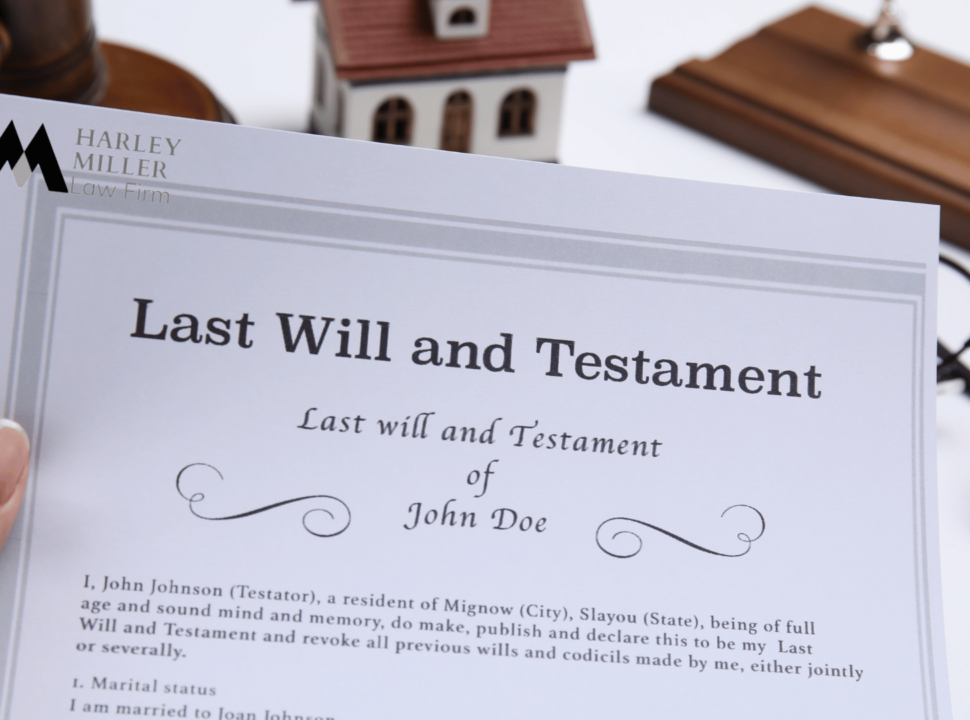 HARLEY
MILLER
Law Firm
Last Will and Testament
Last will and Testament
of
John Doe
I, John Johnson (Testator), a resident of Mignow (City), Slayou (State), being of full
age and sound mind and memory, do make, publish and declare this to be my Last
Will and Testament and revoke all previous wills and codicils made by me, either jointly
or severally.
1. Marital status
I am married to Joan Johnson